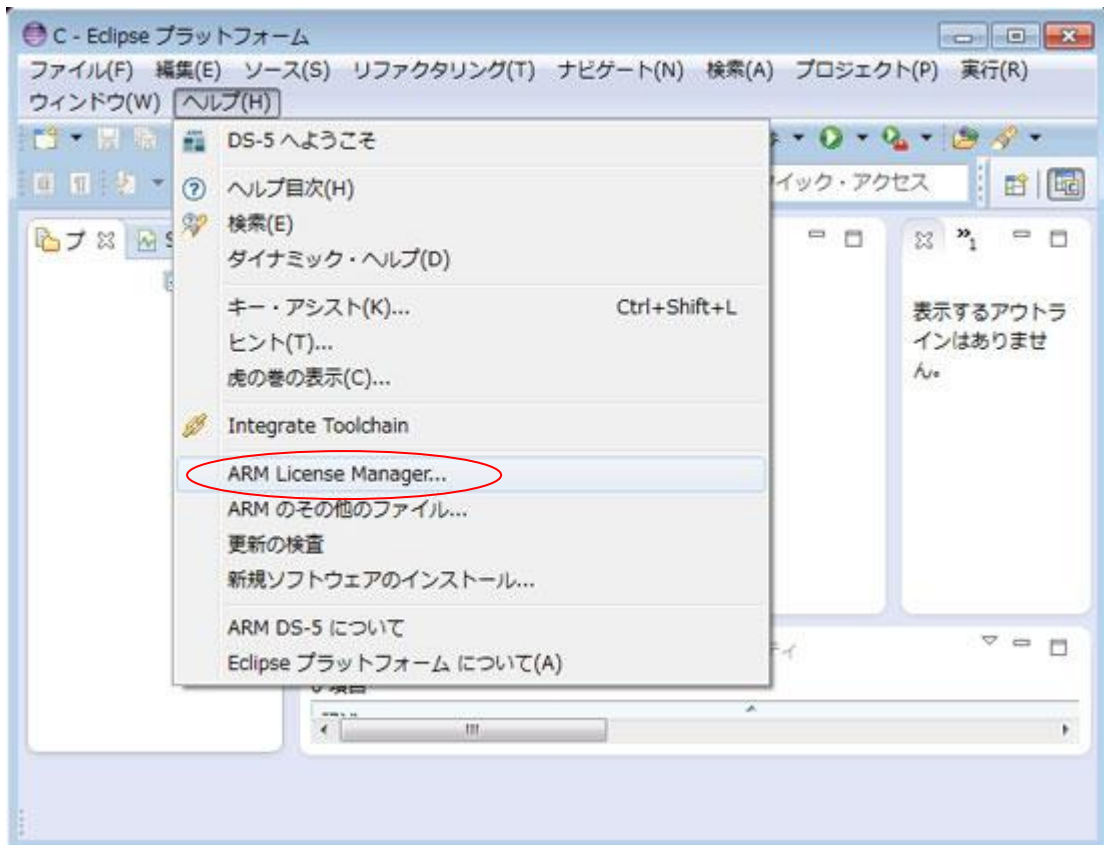 C - Eclipse プラットフォーム
ファイル(F) 編集(E) ソース(S) リファクタリング(T) ナビゲート(N) 検索(A) プロジェクト(P) 実行(R)
ウィンドウ(W) ヘルプ(H)
DS-5 へようこそ
イック・アクセス
ヘルプ目次(H)
検索(E)
ダイナミック・ヘルプ(D)
プ
キー・アシスト(K)... Ctrl+Shift+L
ヒント(T)...
虎の巻の表示(C)...
表示するアウトラ
インはありませ
ん。
Integrate Toolchain
ARM License Manager...
ARM のその他のファイル...
更新の検査
新規ソフトウェアのインストール...
ARM DS-5 について
Eclipse プラットフォーム について(A)
ティ
0 項目